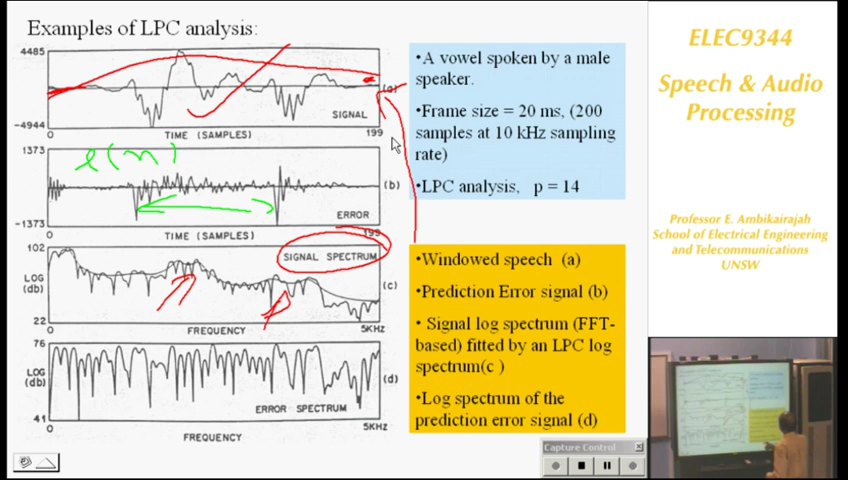 Examples of LPC analysis:
4485
-4944
0
TIME (SAMPLES)
199
SIGNAL
(a)
e(n)
1373
-1373
0
TIME (SAMPLES)
199
ERROR
(b)
102
LOG
(db)
22
0
FREQUENCY
5KHz
SIGNAL SPECTRUM
(c)
76
LOG
(db)
41
0
FREQUENCY
5KHz
ERROR SPECTRUM
(d)
•A vowel spoken by a male
speaker.
•Frame size = 20 ms, (200
samples at 10 kHz sampling
rate)
•LPC analysis, p = 14
•Windowed speech (a)
•Prediction Error signal (b)
• Signal log spectrum (FFT-
based) fitted by an LPC log
spectrum(c )
•Log spectrum of the
prediction error signal (d)
Capture Control
ELEC9344
Speech & Audio
Processing
Professor E. Ambikairajah
School of Electrical Engineering
and Telecommunications
UNSW